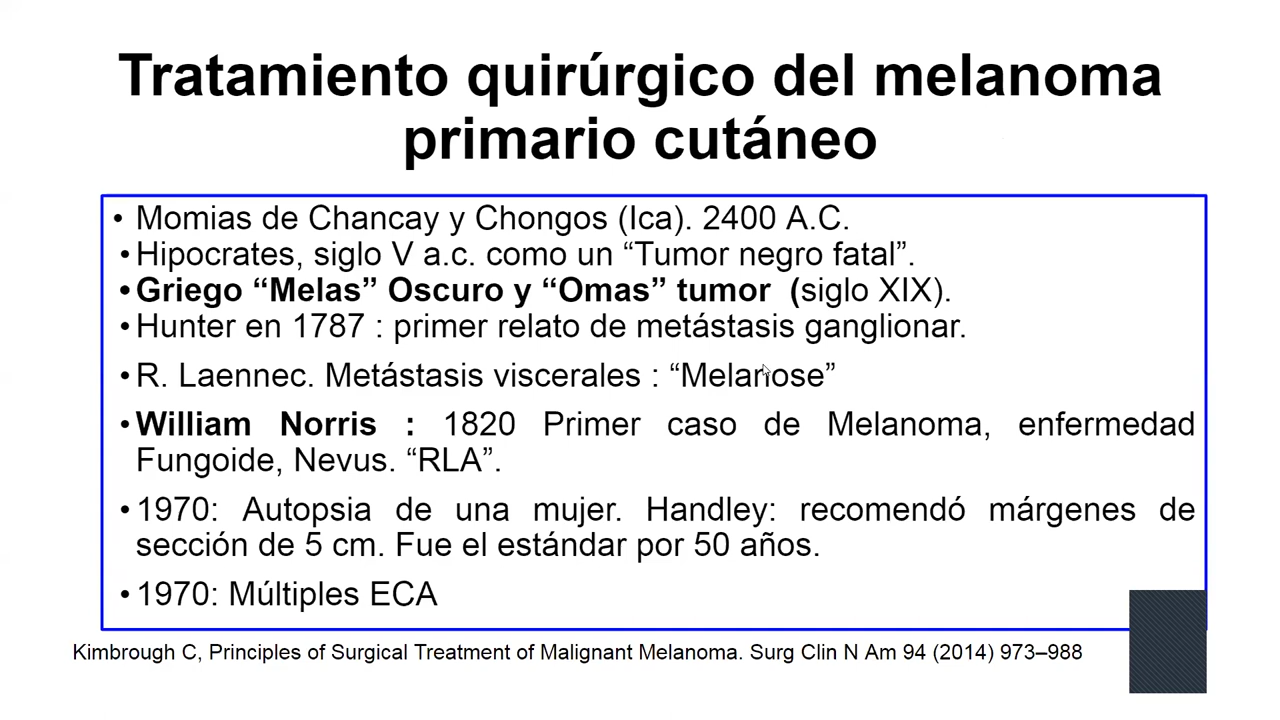 Tratamiento quirúrgico del melanoma
primario cutáneo
• Momias de Chancay y Chongos (Ica). 2400 A.C.
• Hipocrates, siglo V a.c. como un “Tumor negro fatal”.
• Griego “Melas” Oscuro y “Omas” tumor (siglo XIX).
• Hunter en 1787 : primer relato de metástasis ganglionar.
• R. Laennec. Metástasis viscerales : “Melanose”
• William Norris : 1820 Primer caso de Melanoma, enfermedad
Fungoide, Nevus. “RLA”.
• 1970: Autopsia de una mujer. Handley: recomendó márgenes de
sección de 5 cm. Fue el estándar por 50 años.
• 1970: Múltiples ECA
Kimbrough C, Principles of Surgical Treatment of Malignant Melanoma. Surg Clin N Am 94 (2014) 973–988